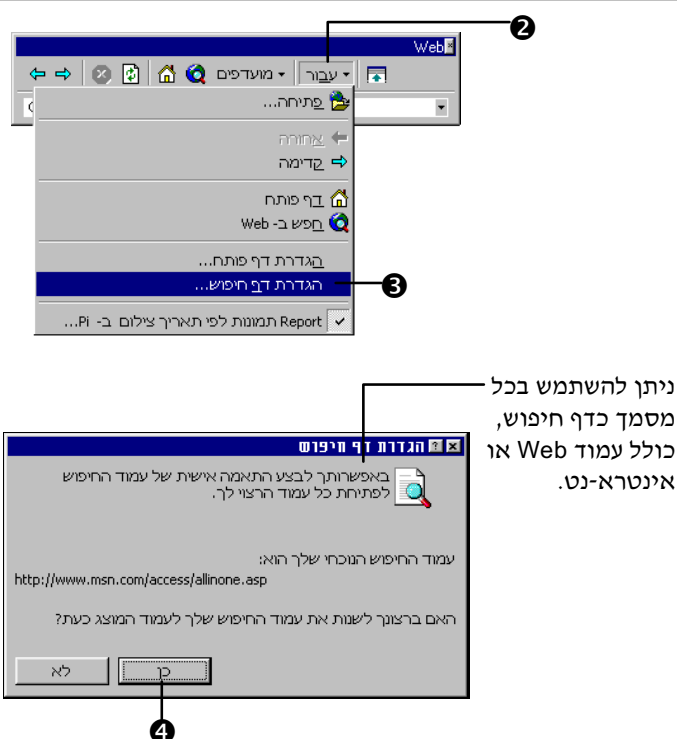 ❷
Web
עבור מועדפים
פתיחה...
אחורה
קדימה
דף פותח
חפש ב- Web
הגדרת דף פותח...
הגדרת דף חיפוש...
❸
Report תמונות לפי תאריך צילום ב- Pi...
ניתן להשתמש בכל
מסמך כדף חיפוש,
כולל עמוד Web או
אינטרא-נט.
הגדרת דף חיפוש
באפשרותך לבצע התאמה אישית של עמוד החיפוש
לפתיחת כל עמוד הרצוי לך.
עמוד החיפוש הנוכחי שלך הוא:
http://www.msn.com/access/allinone.asp
האם ברצונך לשנות את עמוד החיפוש שלך לעמוד המוצג כעת?
כן לא
❹